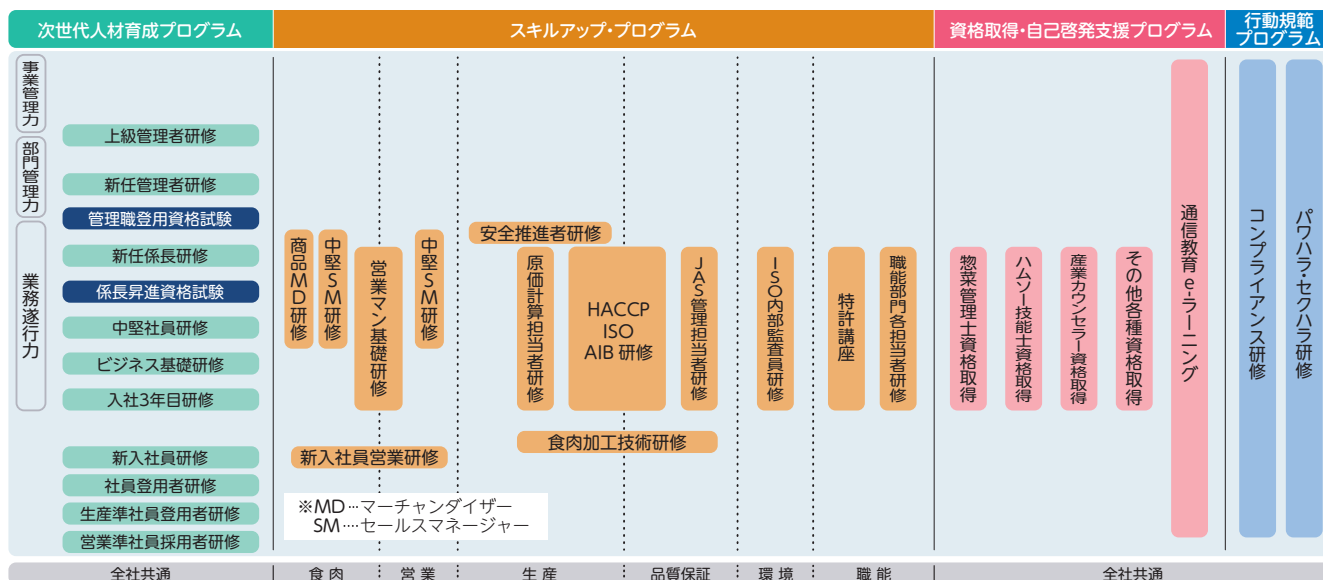 次世代人材育成プログラム
スキルアップ・プログラム
資格取得・自己啓発支援プログラム
行動規範
プログラム
事業管理力
部門管理力
業務遂行力
上級管理者研修
新任管理者研修
管理職登用資格試験
新任係長研修
係長昇進資格試験
中堅社員研修
ビジネス基礎研修
入社3年目研修
新入社員研修
社員登用者研修
生産準社員登用者研修
営業準社員採用者研修
商品MD研修
中堅SM研修
営業マン基礎研修
中堅SM研修
新入社員営業研修
安全推進者研修
原価計算担当者研修
HACCP
ISO
AIB 研修
JAS管理担当者研修
食肉加工技術研修
ISO内部監査員研修
特許講座
職能部門各担当者研修
惣菜管理士資格取得
ハムソー技能士資格取得
産業カウンセラー資格取得
その他各種資格取得
通信教育e-ラーニング
コンプライアンス研修
パワハラ・セクハラ研修
※MD…マーチャンダイザー
SM…セールスマネージャー
全社共通
食肉
営業
生産
品質保証
環境
職能
全社共通